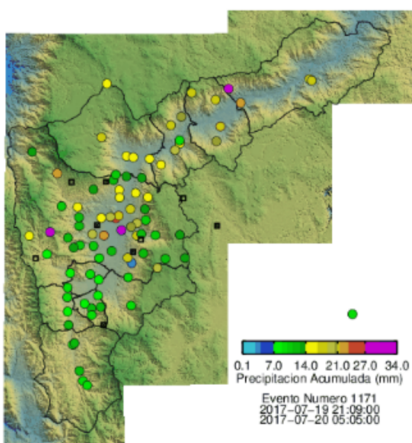 0.1 7.0 14.0 21.0 27.0 34.0
Precipitacion Acumulada (mm)
Evento Numero 1171
2017-07-19 21:09:00
2017-07-20 05:05:00